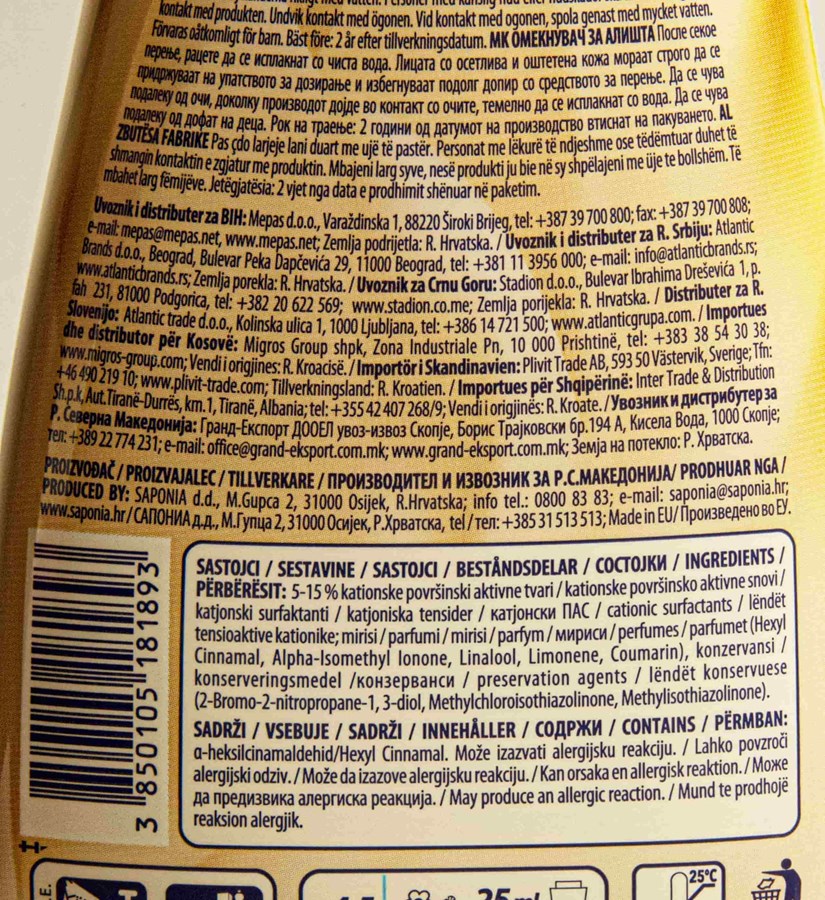 kontakt med produkten. Undvik kontakt med ögonen. Vid kontakt med ogonen, spola genast med mycket vatten.
Förvaras oåtkomligt för barn. Bäst före: 2 år efter tillverkningsdatum. MK ОМЕКНУВАЧ ЗА АЛИШТА После секое
перење, рацете да се исплакнат со чиста вода. Лицата со осетлива и оштетена кожа мораат строго да се
придржуваат на упатството за дозирање и избегнуваат подолг допир со средството за перење. Да се чува
подалеку од очи, доколку производот дојде во контакт со очите, темелно да се исплакнат со вода. Да се чува
подалеку од дофат на деца. Рок на траење: 2 години од датумот на производство втиснат на пакувањето. AL
ZBUTËSA FABRIKE Pas çdo larjeje lani duart me ujë të pastër. Personat me lëkurë të ndjeshme ose tëdëmtuar duhet të
shmangin kontaktin e zgjatur me produktin. Mbajeni larg syve, nesë produkti ju bie në sy shpëlajeni me üje te bollshëm. Të
mbahet larg fëmijëve. Jetëgjatësia: 2 vjet nga data e prodhimit shënuar në paketim.
Uvoznik i distributer za BIH: Mepas d.o.o., Varaždinska 1, 88220 Široki Brijeg, tel: +387 39 700 800; fax: +387 39 700 808;
e-mail: mepas@mepas.net, www.mepas.net; Zemlja podrijetla: R. Hrvatska. / Uvoznik i distributer za R. Srbiju: Atlantic
Brands d.o.o., Beograd, Bulevar Peka Dapčevića 29, 11000 Beograd, tel: +381 11 3956 000; e-mail: info@atlanticbrands.rs;
www.atlanticbrands.rs; Zemlja porekla: R. Hrvatska. / Uvoznik za Crnu Goru: Stadion d.o.o., Bulevar Ibrahima Dreševića 1, p.
fah 231, 81000 Podgorica, tel: +382 20 622 569; www.stadion.co.me; Zemlja porijekla: R. Hrvatska. / Distributer za R.
Slovenijo: Atlantic trade d.o.o., Kolinska ulica 1, 1000 Ljubljana, tel: +386 14 721 500; www.atlanticgrupa.com. / Importues
dhe distributor për Kosovë: Migros Group shpk, Zona Industriale Pn, 10 000 Prishtinë, tel: +383 38 54 30 38;
www.migros-group.com; Vendi i origjines: R. Kroacisë. / Importör i Skandinavien: Plivit Trade AB, 593 50 Västervik, Sverige; Tfn:
+46 490 219 10; www.plivit-trade.com; Tillverkningsland: R. Kroatien. / Importues për Shqipërinë: Inter Trade & Distribution
Sh.p.k, Aut.Tiranë-Durrës, km.1, Tiranë, Albania; tel: +355 42 407 268/9; Vendi i origjinës: R. Kroate. / Увозник и дистрибутер за
Р. Северна Македонија: Гранд-Експорт ДООЕЛ увоз-извоз Скопје, Борис Трајковски бр.194 А, Кисела Вода, 1000 Скопје;
тел: +389 22 774 231; e-mail: office@grand-eksport.com.mk; www.grand-eksport.com.mk; Земја на потекло: Р. Хрватска.
PROIZVOĐAČ / PROIZVAJALEC / TILLVERKARE / ПРОИЗВОДИТЕЛ И ИЗВОЗНИК ЗА Р.С.МАКЕДОНИЈА/ PRODHUAR NGA /
PRODUCED BY: SAPONIA d.d., M.Gupca 2, 31000 Osijek, R.Hrvatska; info tel.: 0800 83 83; e-mail: saponia@saponia.hr;
www.saponia.hr / САПОНИА д.д., М.Гупца 2, 31000 Осијек, Р.Хрватска, tel / тел: +385 31 513 513; Made in EU/ Произведено во ЕУ.
3 850105 181893
SASTOJCI / SESTAVINE / SASTOJCI / BESTÅNDSDELAR / СОСТОЈКИ / INGREDIENTS /
PËRBËRËSIT: 5-15 % kationske površinski aktivne tvari / kationske površinsko aktivne snovi /
katjonski surfaktanti / katjoniska tensider / катјонски ПАС / cationic surfactants / lëndët
tensioaktive kationike; mirisi / parfumi / mirisi / parfym / мириси / perfumes / parfumet (Hexyl
Cinnamal, Alpha-Isomethyl Ionone, Linalool, Limonene, Coumarin), konzervansi /
konserveringsmedel /конзерванси / preservation agents / lëndët konservuese
(2-Bromo-2-nitropropane-1, 3-diol, Methylchloroisothiazolinone, Methylisothiazolinone).
SADRŽI / VSEBUJE / SADRŽI / INNEHÅLLER / СОДРЖИ / CONTAINS / PËRMBAN:
α-heksilcinamaldehid/Hexyl Cinnamal. Može izazvati alergijsku reakciju. / Lahko povzroči
alergijski odziv. / Može da izazove alergijsku reakciju. / Kan orsaka en allergisk reaktion. / Може
да предизвика алергиска реакција. / May produce an allergic reaction. / Mund te prodhojë
reaksion alergjik.
25 ml
25°C